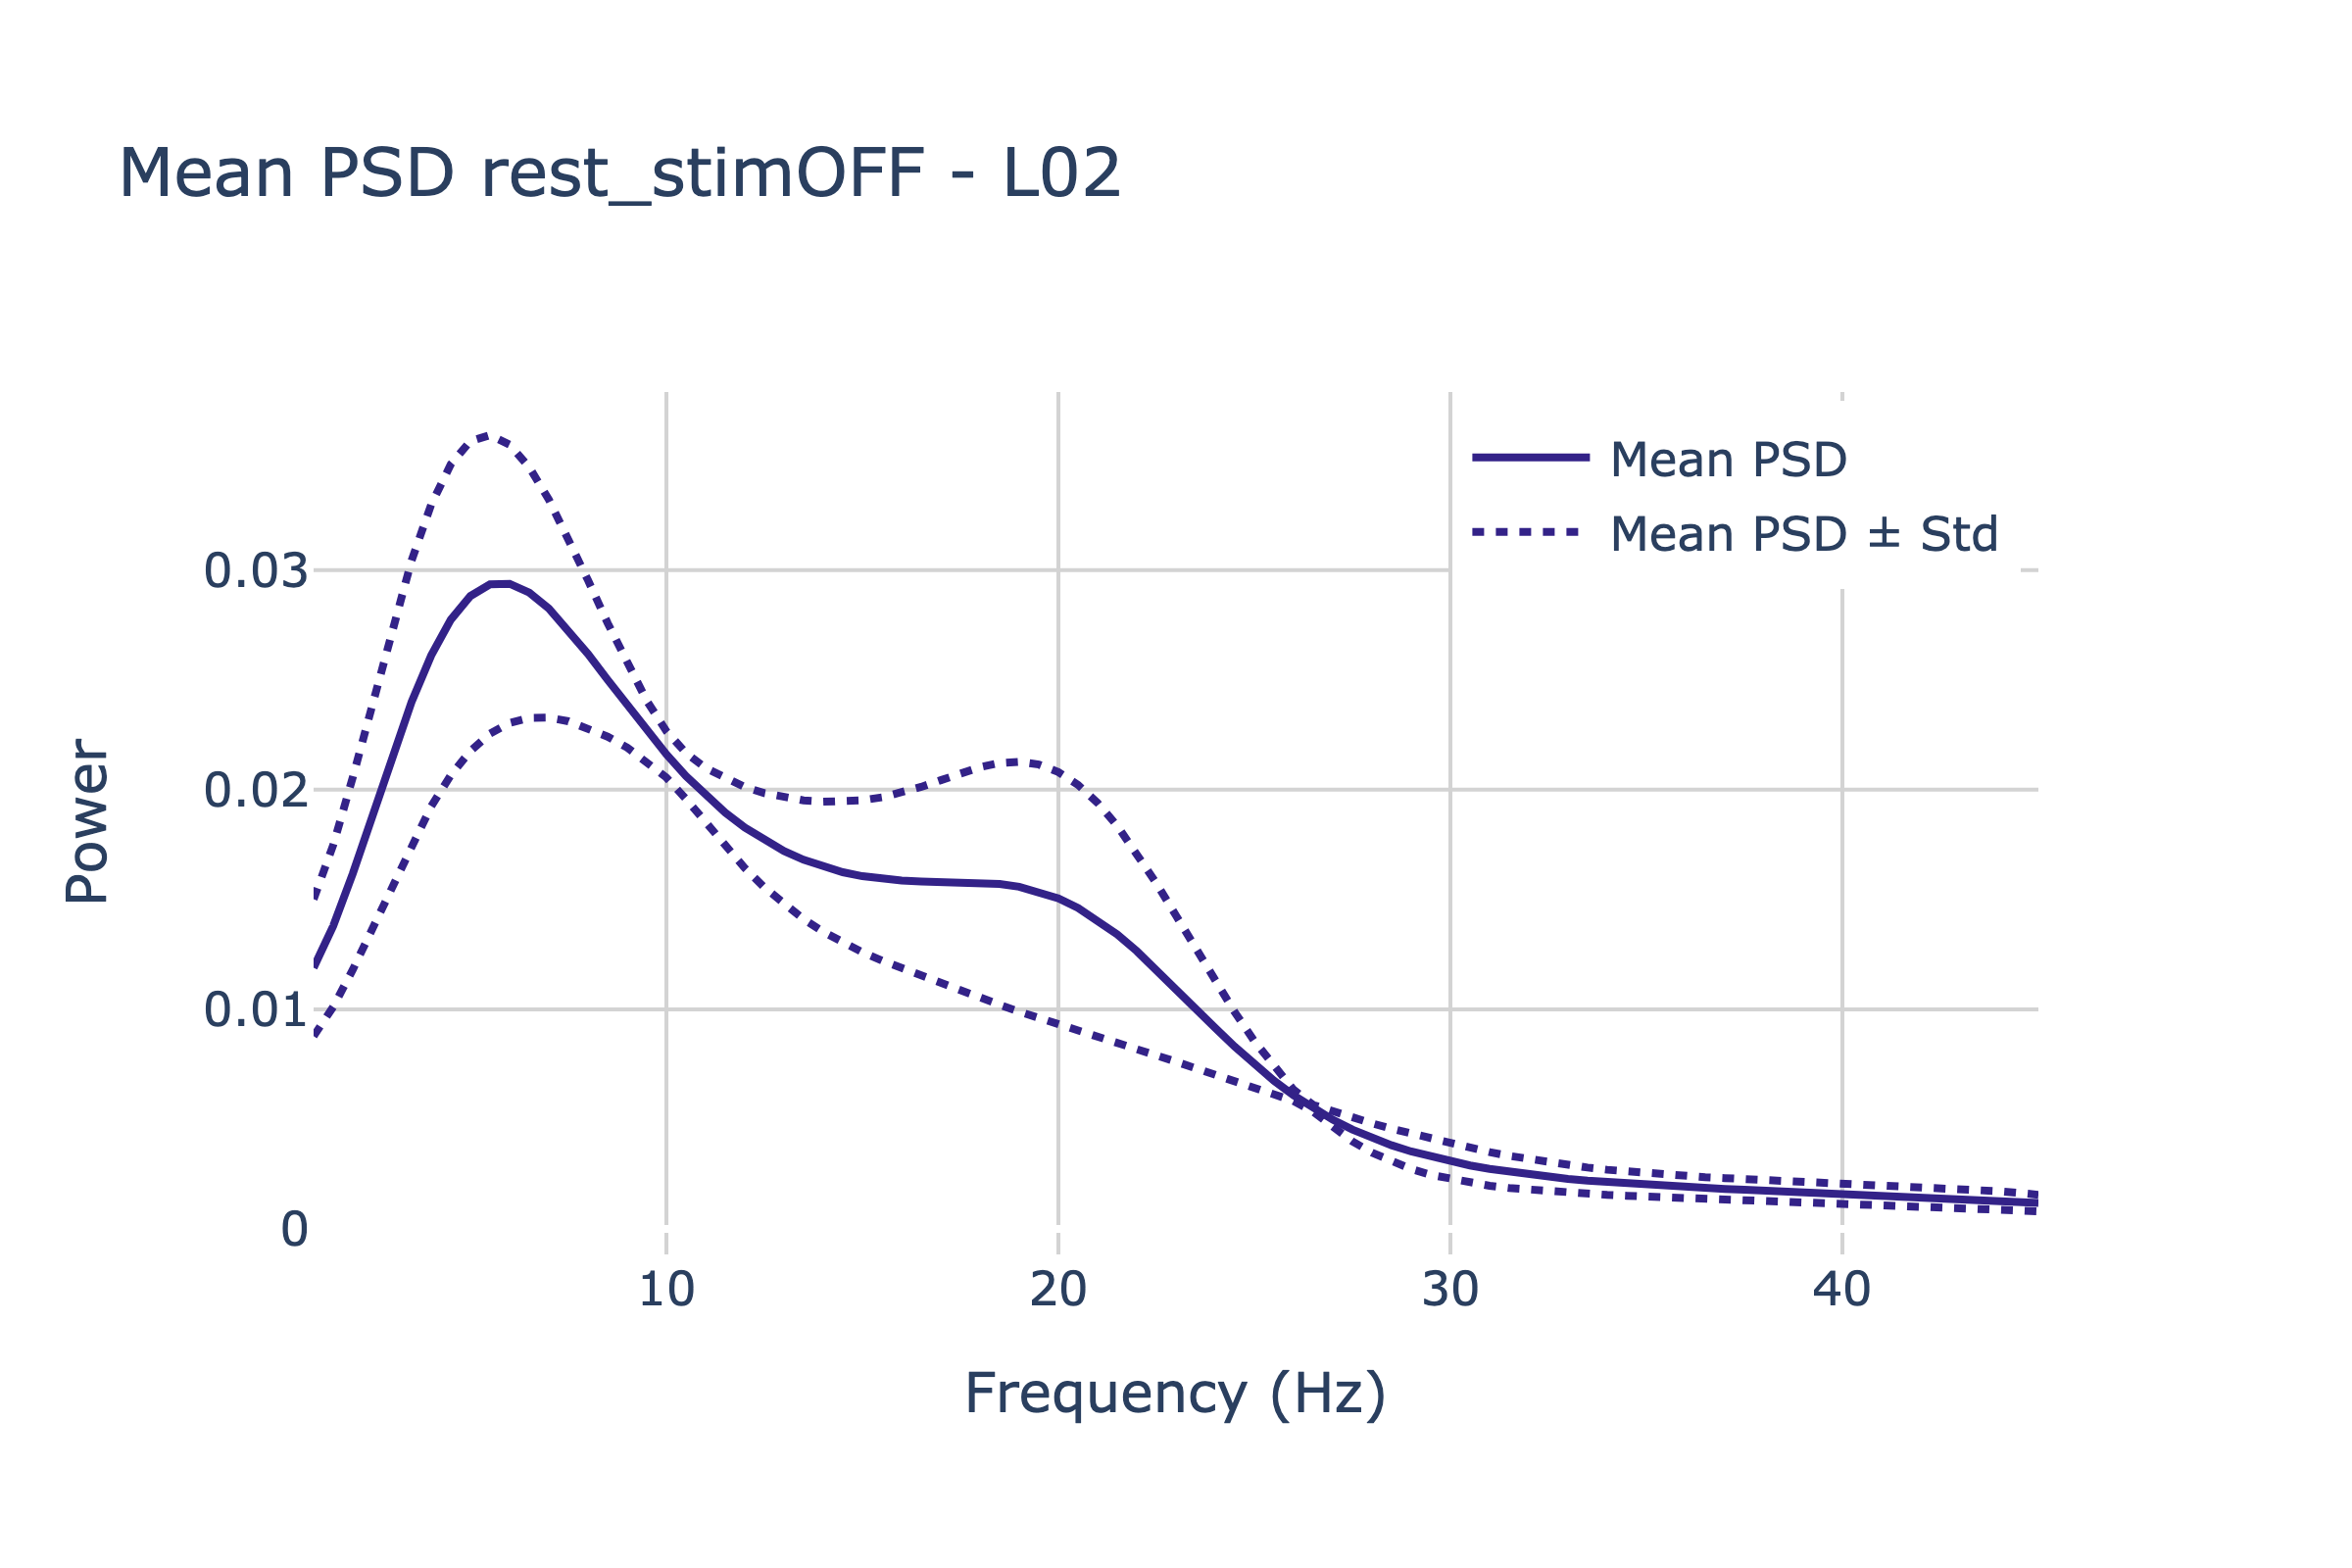 Mean PSD rest_stimOFF - L02
Mean PSD
Mean PSD ± Std
Power
0.03
0.02
0.01
0
10
20
30
40
Frequency (Hz)